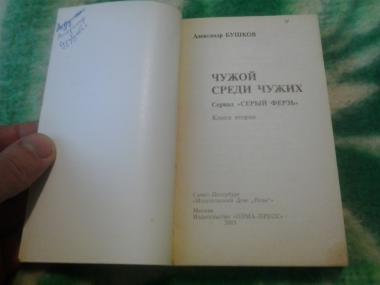 Александр БУШКОВ
ЧУЖОЙ
СРЕДИ ЧУЖИХ
Сериал «СЕРЫЙ ФЕРЗЬ»
Книга вторая
Санкт-Петербург
«Издательский Дом „Нева“»
Москва
Издательство «ОЛМА-ПРЕСС»
2003